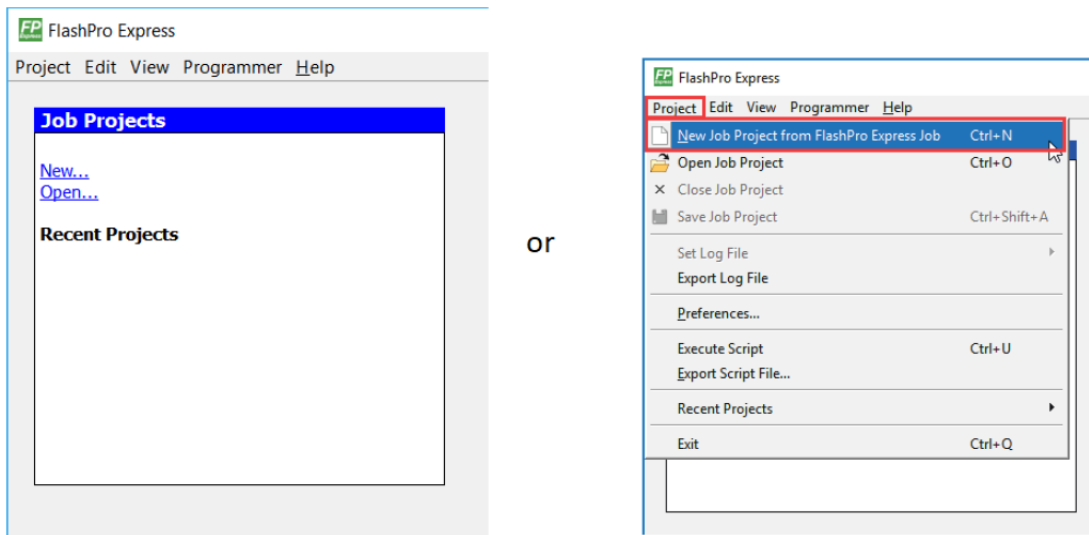 FP FlashPro Express
Project Edit View Programmer Help
Job Projects
New...
Open...
Recent Projects
or
FP FlashPro Express
Project Edit View Programmer Help
New Job Project from FlashPro Express Job Ctrl+N
Open Job Project Ctrl+O
Close Job Project
Save Job Project Ctrl+Shift+A
Set Log File
Export Log File
Preferences...
Execute Script Ctrl+U
Export Script File...
Recent Projects
Exit Ctrl+Q